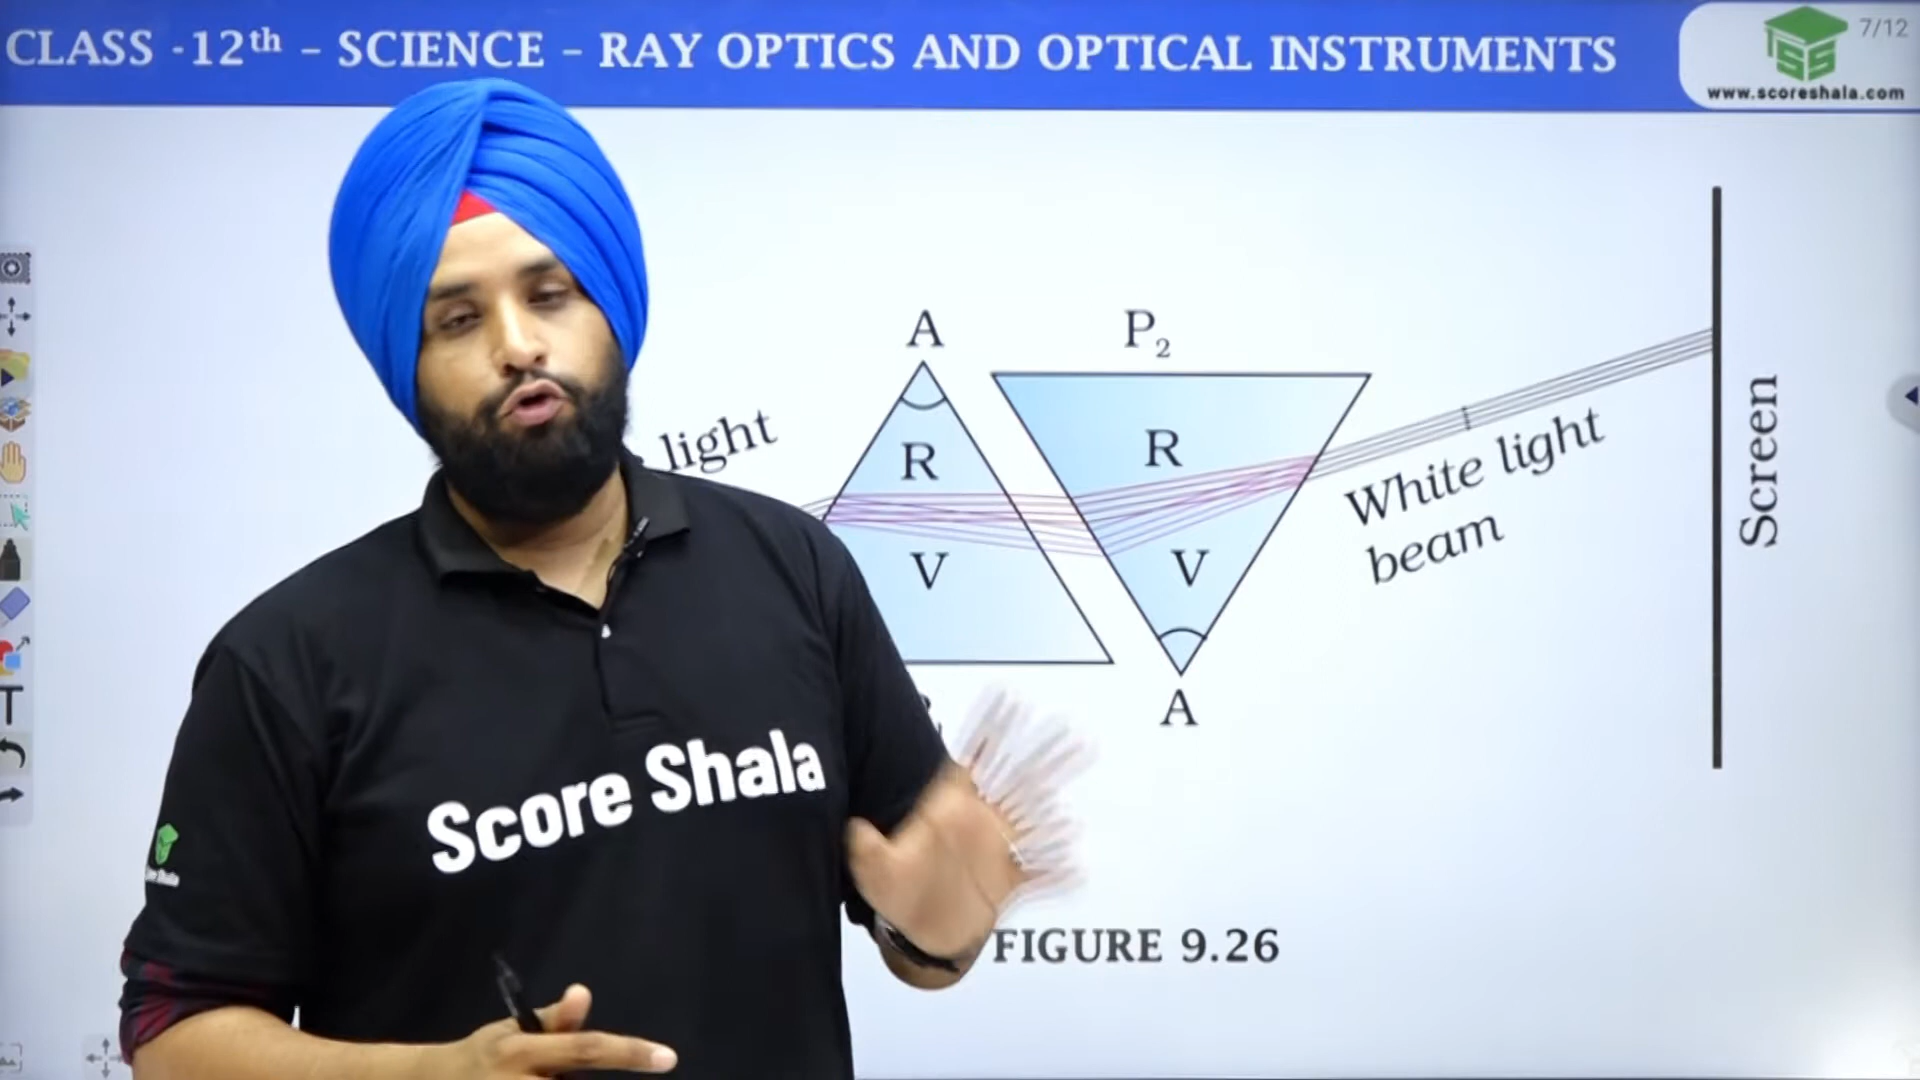 CLASS -12th – SCIENCE – RAY OPTICS AND OPTICAL INSTRUMENTS
7/12
SS
www.scoreshala.com
A
P2
light
R
R
White light
beam
Screen
V
V
A
T
Score Shala
FIGURE 9.26